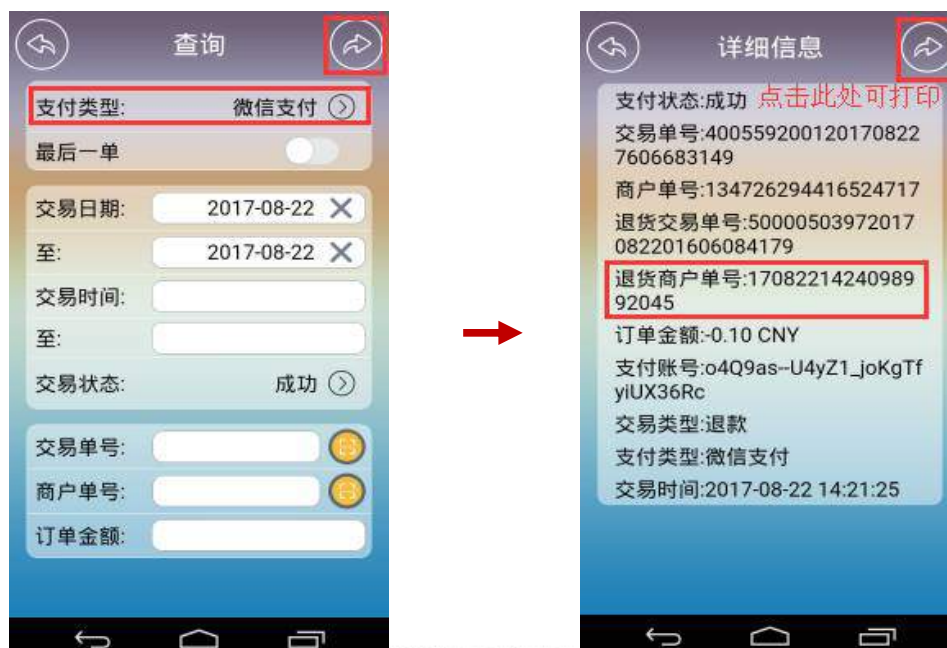 查询
支付类型: 微信支付
最后一单
交易日期: 2017-08-22
至: 2017-08-22
交易时间:
至:
交易状态: 成功
交易单号:
商户单号:
订单金额:
详细信息
支付状态:成功 点击此处可打印
交易单号:400559200120170822
7606683149
商户单号:134726294416524717
退货交易单号:50000503972017
082201606084179
退货商户单号:17082214240989
92045
订单金额:-0.10 CNY
支付账号:o4Q9as--U4yZ1_joKgTf
yiUX36Rc
交易类型:退款
支付类型:微信支付
交易时间:2017-08-22 14:21:25